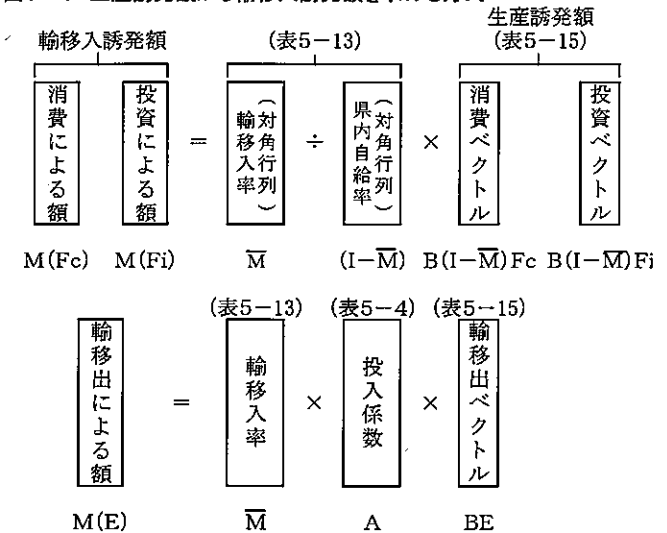 生産誘発額
輸移入誘発額 (表5-13) (表5-15)
消費による額 投資による額 = 輸移入率(対角行列) ÷ 県内自給率(対角行列) × 消費ベクトル 投資ベクトル
M(Fc) M(Fi) M̅ (I-M̅) B(I-M̅)Fc B(I-M̅)Fi
(表5-13) (表5-4) (表5-15)
輸移出による額 = 輸移入率 × 投入係数 × 輸移出ベクトル
M(E) M̅ A BE